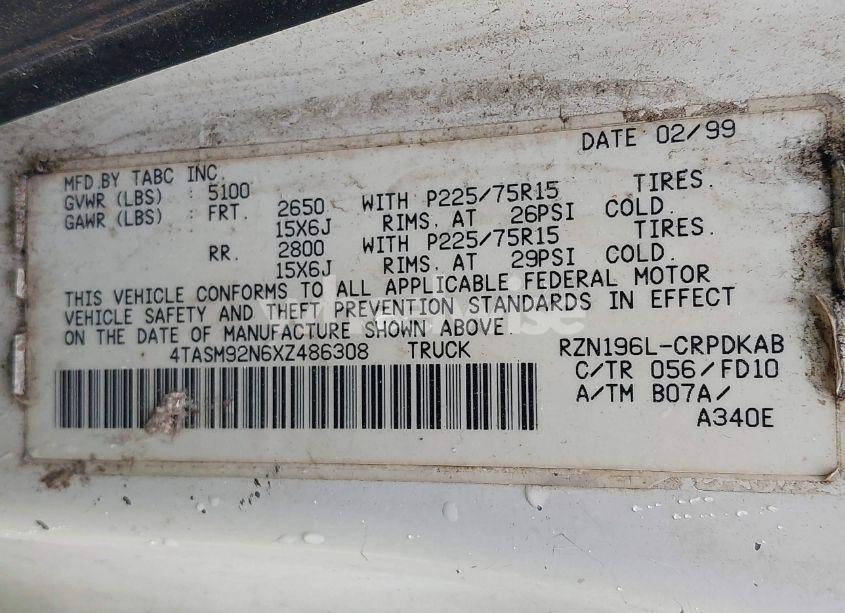 DATE 02/99
MFD.BY TABC INC.
GVWR (LBS) : 5100
GAWR (LBS) : FRT. 2650 WITH P225/75R15 TIRES.
15X6J RIMS, AT 26PSI COLD.
RR. 2800 WITH P225/75R15 TIRES.
15X6J RIMS, AT 29PSI COLD.
THIS VEHICLE CONFORMS TO ALL APPLICABLE FEDERAL MOTOR
VEHICLE SAFETY AND THEFT PREVENTION STANDARDS IN EFFECT
ON THE DATE OF MANUFACTURE SHOWN ABOVE.
4TASM92N6XZ486308 TRUCK RZN196L-CRPDKAB
C/TR 056/FD10
A/TM B07A/
A340E